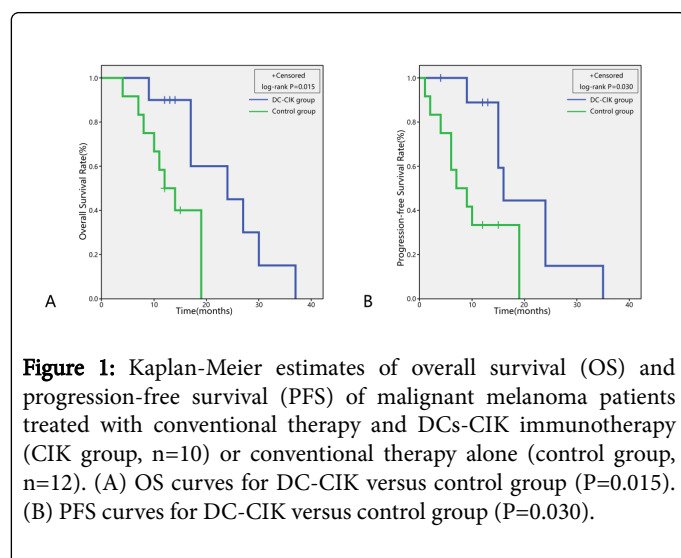 +Censored
log-rank P=0.015
DC-CIK group
Control group
Overall Survival Rate(%)
1.0
0.8
0.6
0.4
0.2
0.0
0 10 20 30 40
Time(months)
A
+Censored
log-rank P=0.030
DC-CIK group
Control group
Progression-free Survival Rate(%)
1.0
0.8
0.6
0.4
0.2
0.0
0 10 20 30 40
Time(months)
B
Figure 1: Kaplan-Meier estimates of overall survival (OS) and
progression-free survival (PFS) of malignant melanoma patients
treated with conventional therapy and DCs-CIK immunotherapy
(CIK group, n=10) or conventional therapy alone (control group,
n=12). (A) OS curves for DC-CIK versus control group (P=0.015).
(B) PFS curves for DC-CIK versus control group (P=0.030).